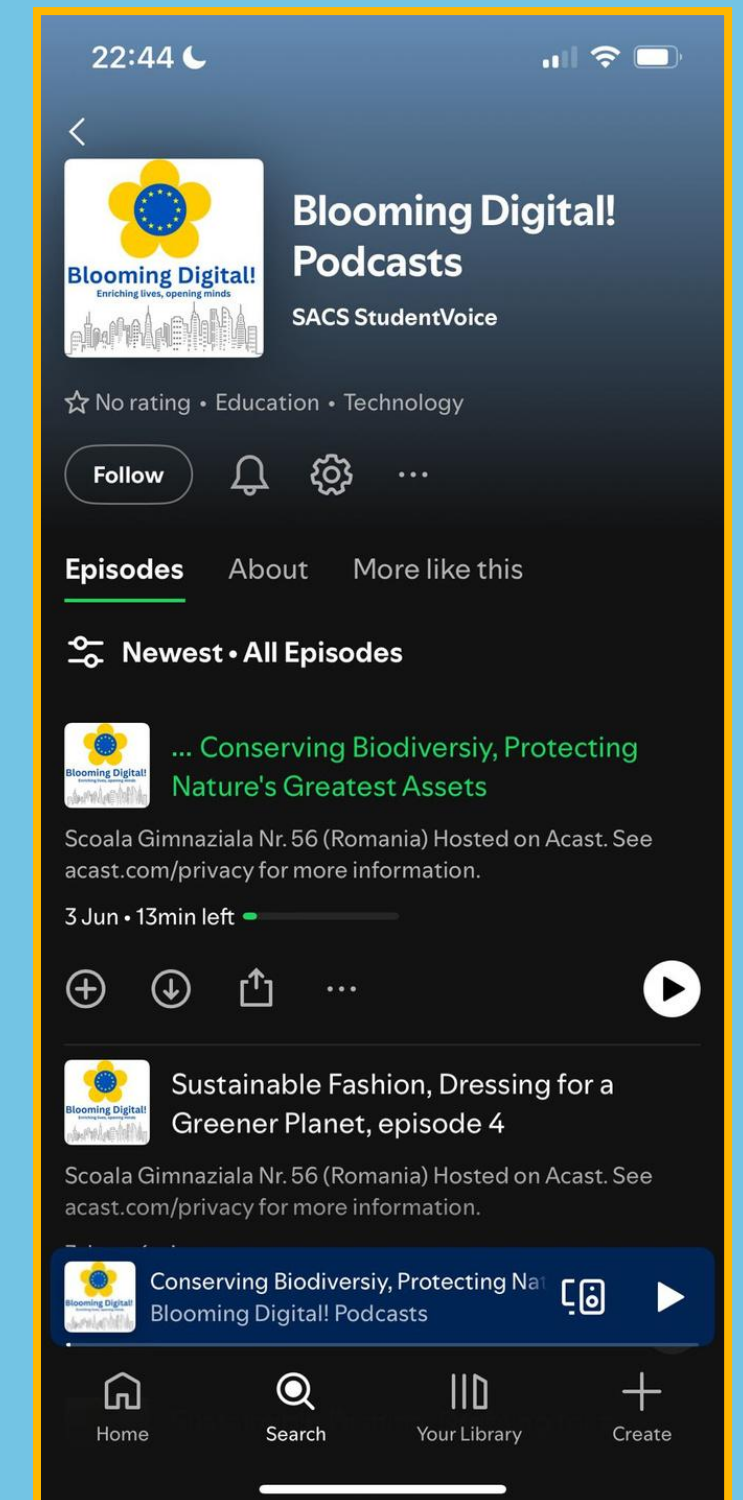 22:44
Blooming Digital!
Enriching lives, opening minds
Blooming Digital!
Podcasts
SACS StudentVoice
No rating • Education • Technology
Follow
Episodes About More like this
Newest • All Episodes
Blooming Digital!
... Conserving Biodiversiy, Protecting
Nature's Greatest Assets
Scoala Gimnaziala Nr. 56 (Romania) Hosted on Acast. See
acast.com/privacy for more information.
3 Jun • 13min left
Blooming Digital!
Sustainable Fashion, Dressing for a
Greener Planet, episode 4
Scoala Gimnaziala Nr. 56 (Romania) Hosted on Acast. See
acast.com/privacy for more information.
Blooming Digital!
Conserving Biodiversiy, Protecting Nat
Blooming Digital! Podcasts
Home Search Your Library Create